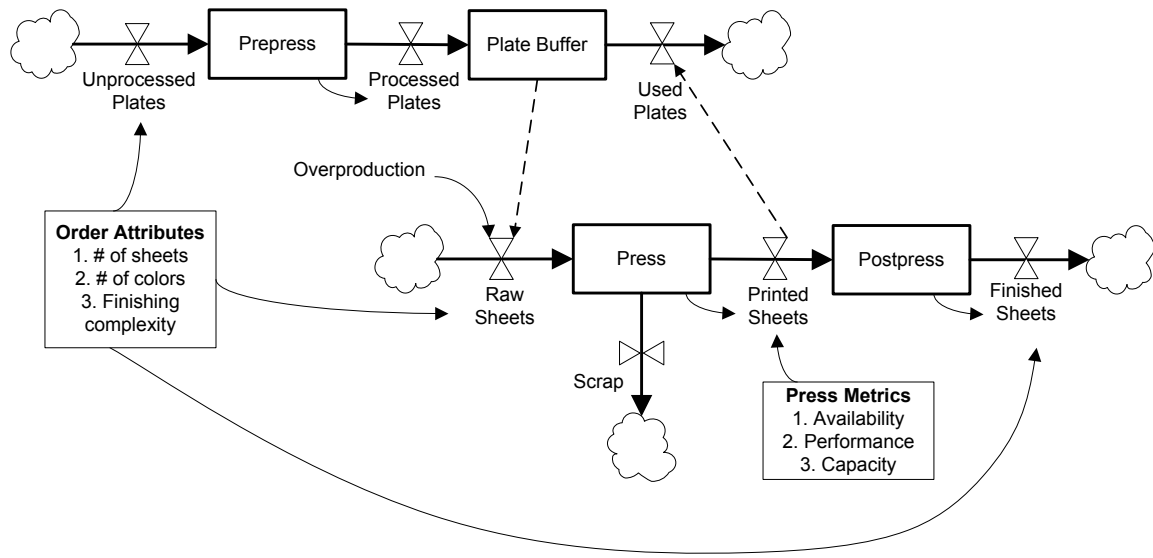 Prepress
Plate Buffer
Unprocessed
Plates
Processed
Plates
Used
Plates
Overproduction
Order Attributes
1. # of sheets
2. # of colors
3. Finishing
complexity
Press
Postpress
Raw
Sheets
Printed
Sheets
Finished
Sheets
Scrap
Press Metrics
1. Availability
2. Performance
3. Capacity